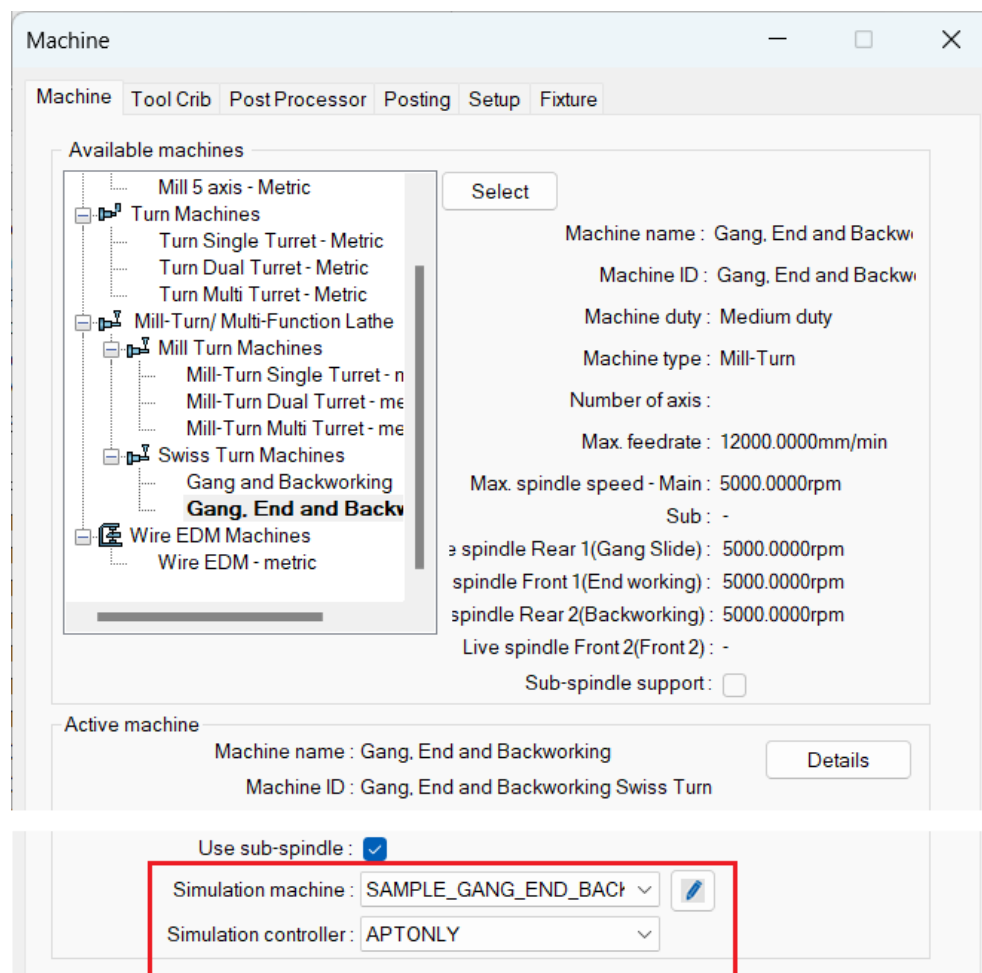 Machine
Machine Tool Crib Post Processor Posting Setup Fixture
Available machines
Mill 5 axis - Metric
Turn Machines
Turn Single Turret - Metric
Turn Dual Turret - Metric
Turn Multi Turret - Metric
Mill-Turn/ Multi-Function Lathe
Mill Turn Machines
Mill-Turn Single Turret - m
Mill-Turn Dual Turret - me
Mill-Turn Multi Turret - me
Swiss Turn Machines
Gang and Backworking
Gang, End and Backw
Wire EDM Machines
Wire EDM - metric
Select
Machine name : Gang, End and Backw
Machine ID : Gang, End and Backw
Machine duty : Medium duty
Machine type : Mill-Turn
Number of axis :
Max. feedrate : 12000.0000mm/min
Max. spindle speed - Main : 5000.0000rpm
Sub : -
e spindle Rear 1(Gang Slide) : 5000.0000rpm
spindle Front 1(End working) : 5000.0000rpm
spindle Rear 2(Backworking) : 5000.0000rpm
Live spindle Front 2(Front 2) : -
Sub-spindle support :
Active machine
Machine name : Gang, End and Backworking
Details
Machine ID : Gang, End and Backworking Swiss Turn
Use sub-spindle :
Simulation machine : SAMPLE_GANG_END_BACK
Simulation controller : APTONLY